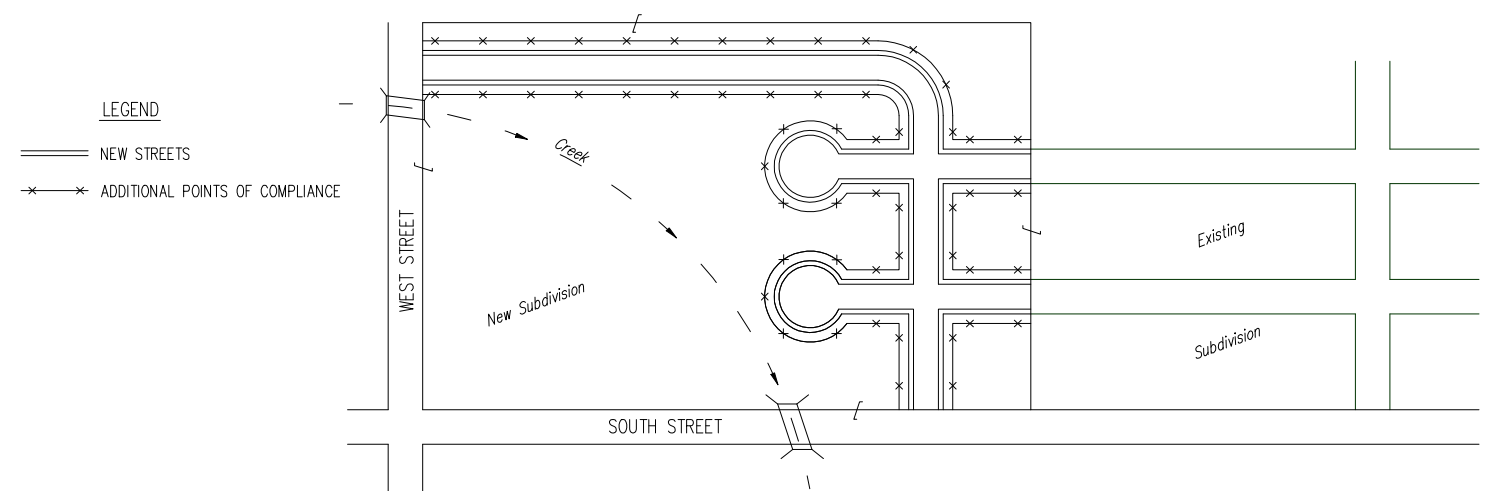 LEGEND
NEW STREETS
ADDITIONAL POINTS OF COMPLIANCE
WEST STREET
Creek
New Subdivision
SOUTH STREET
Existing
Subdivision